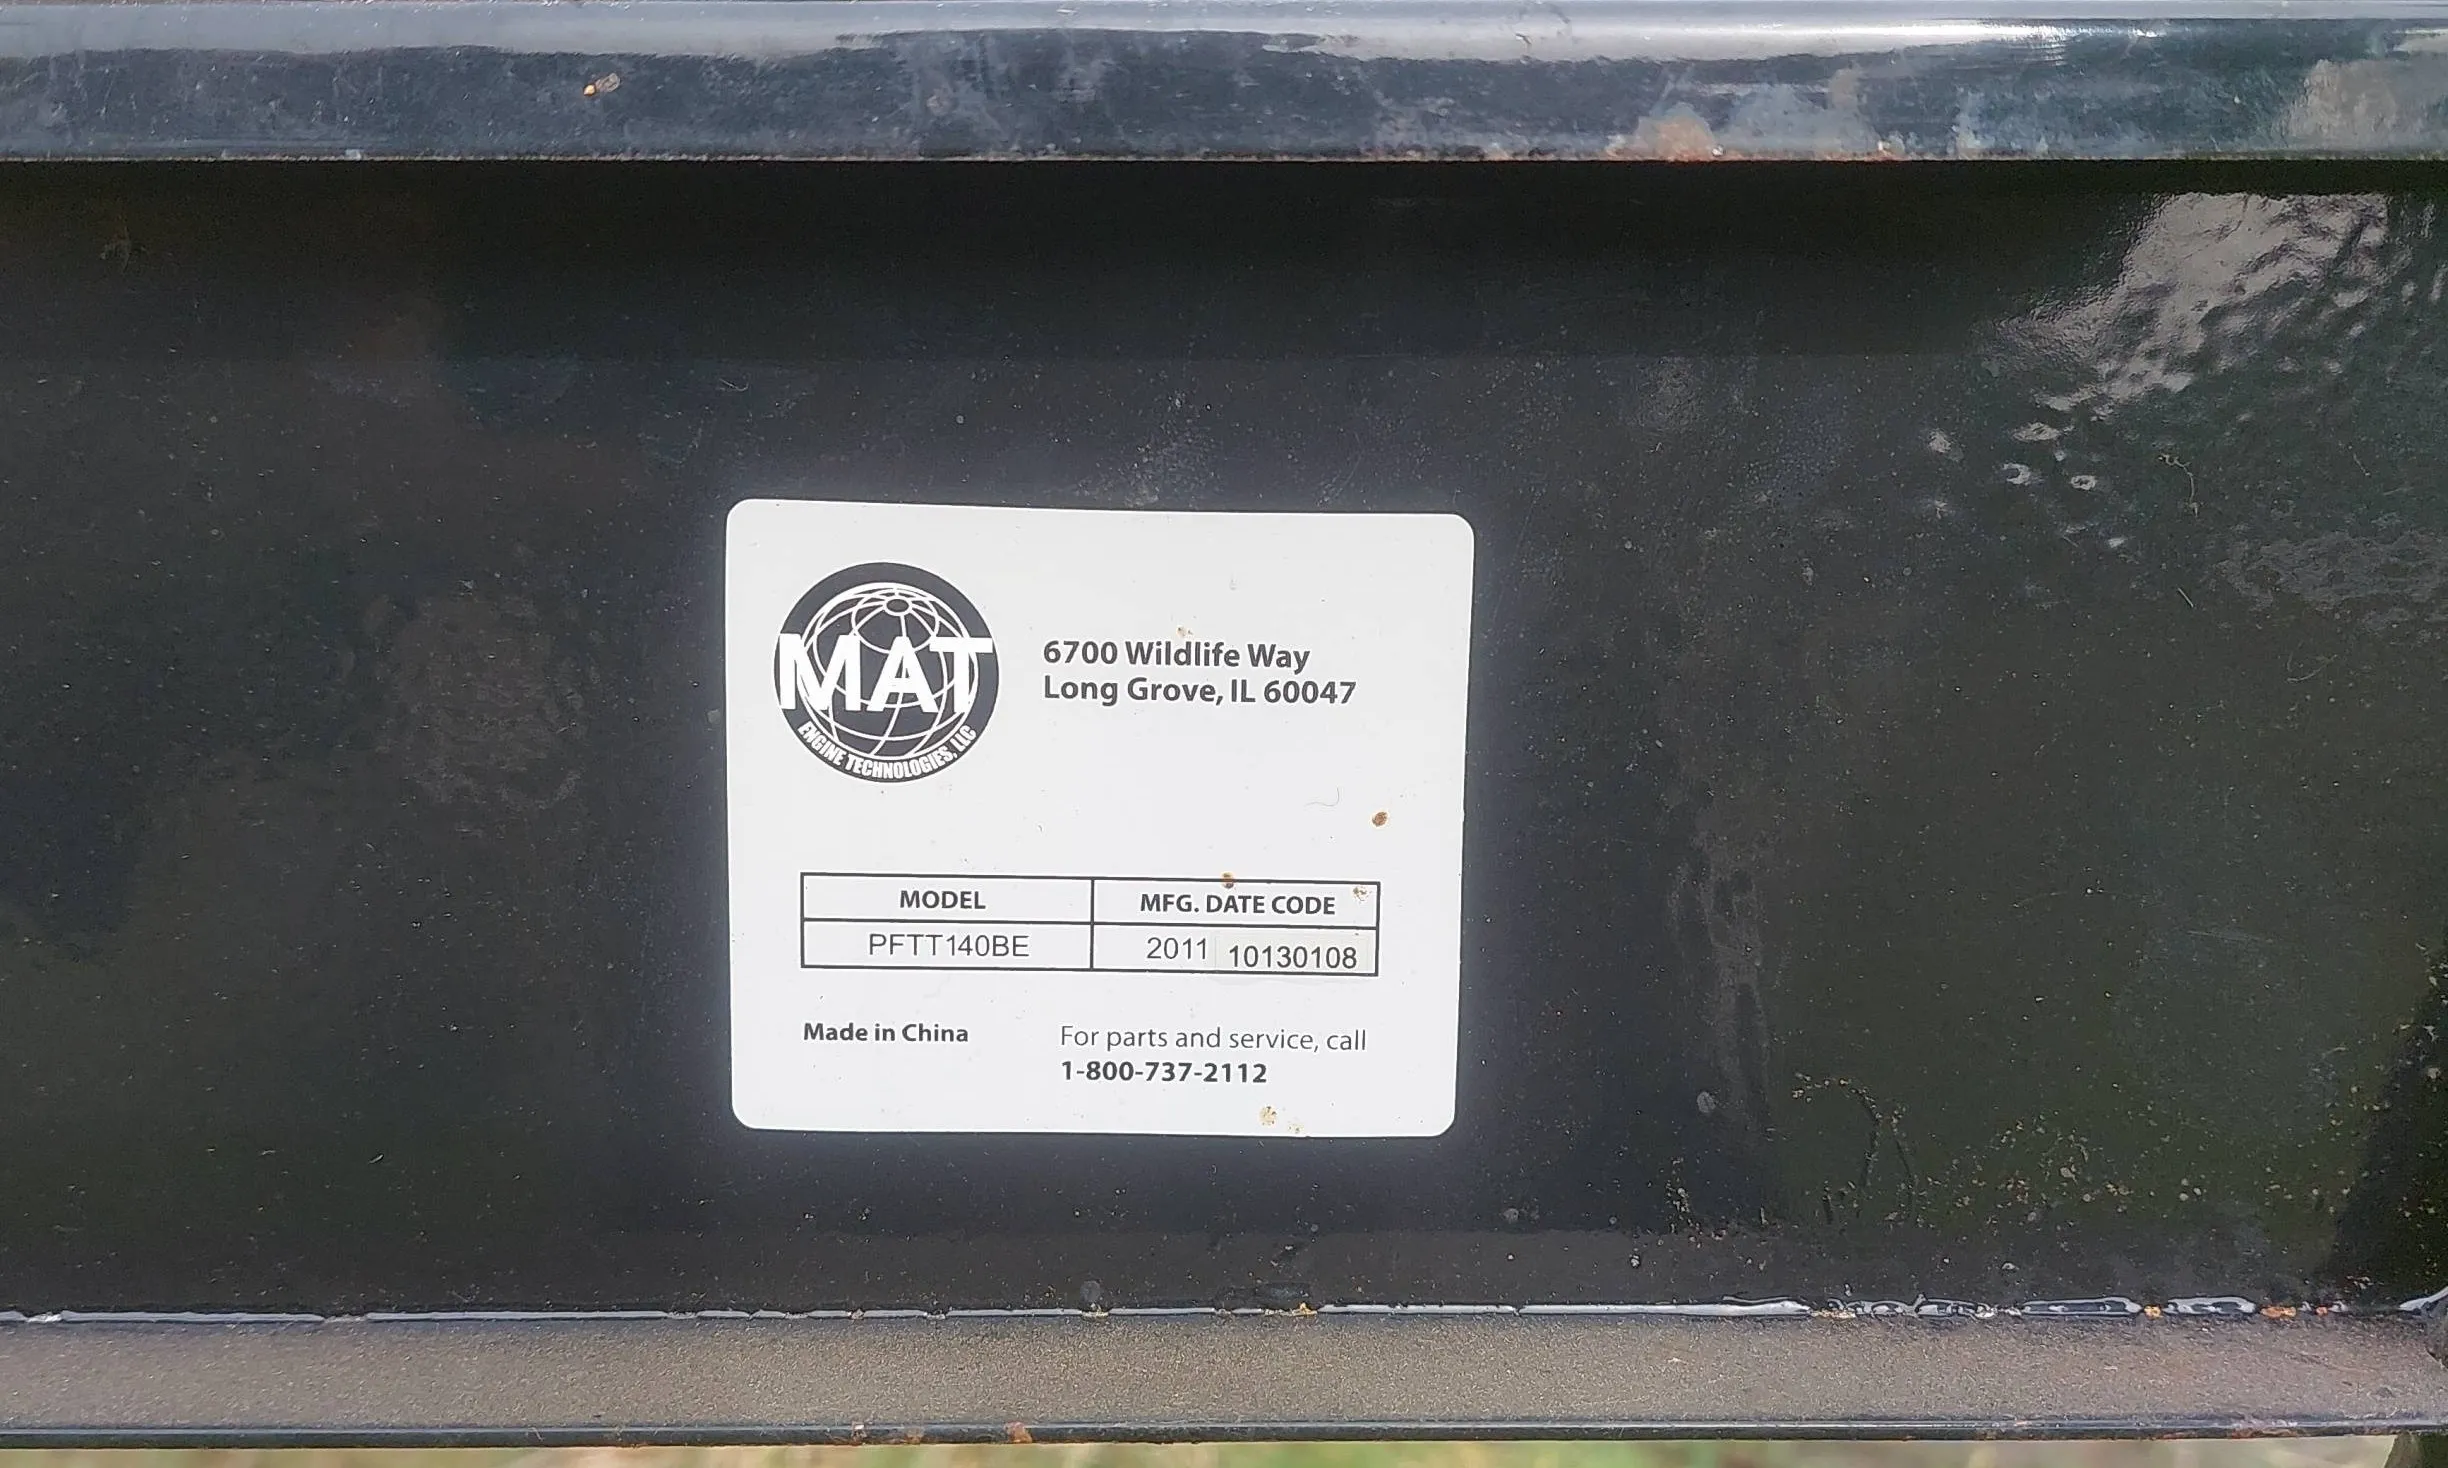 MAT
ENGINE TECHNOLOGIES, LLC
6700 Wildlife Way
Long Grove, IL 60047
MODEL MFG. DATE CODE
PFTT140BE 2011 10130108
Made in China
For parts and service, call
1-800-737-2112